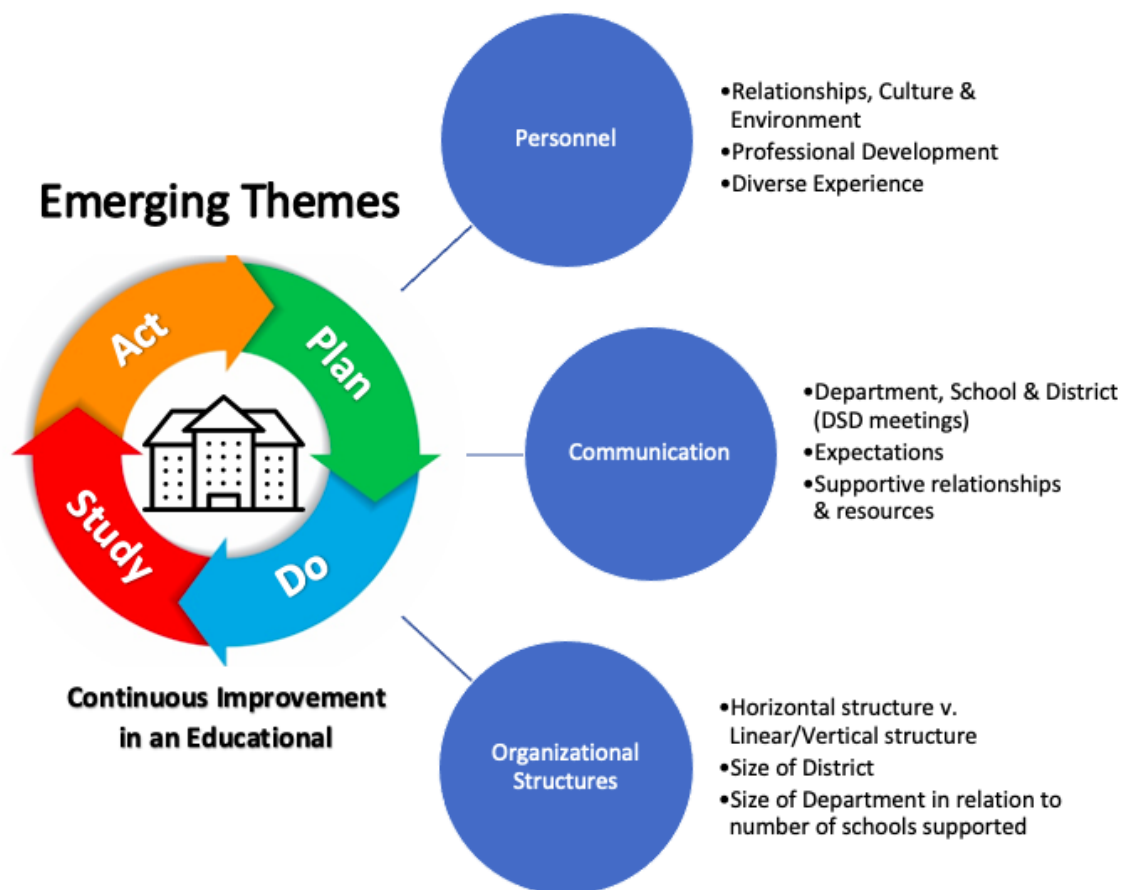 Emerging Themes
Act
Plan
Do
Study
Continuous Improvement
in an Educational
Personnel
•Relationships, Culture &
Environment
•Professional Development
•Diverse Experience
Communication
•Department, School & District
(DSD meetings)
•Expectations
•Supportive relationships
& resources
Organizational
Structures
•Horizontal structure v.
Linear/Vertical structure
•Size of District
•Size of Department in relation to
number of schools supported